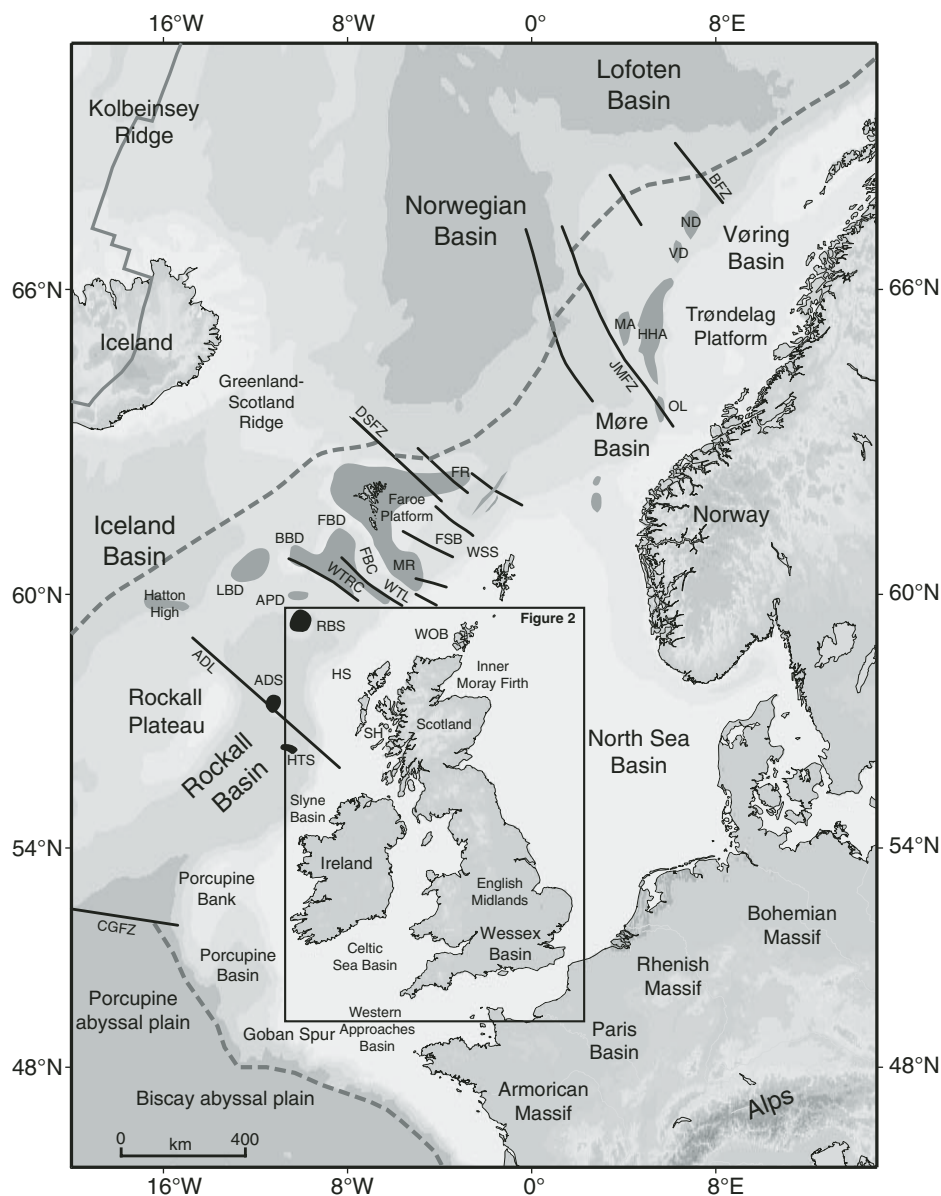 16°W
8°W
0°
8°E
Lofoten
Basin
Kolbeinsey
Ridge
BFZ
Norwegian
Basin
ND
Vøring
Basin
VD
66°N
66°N
Iceland
MA
HHA
Trøndelag
Platform
Greenland-
Scotland
Ridge
JMFZ
OL
DSFZ
Møre
Basin
FR
Faroe
Platform
Norway
Iceland
Basin
FBD
BBD
FSB
WSS
FBC
MR
WTRC
WTL
60°N
60°N
LBD
APD
Hatton
High
Figure 2
RBS
WOB
ADL
HS
Inner
Moray Firth
ADS
Rockall
Plateau
SH
Scotland
North Sea
Basin
HTS
Rockall
Basin
Slyne
Basin
54°N
54°N
Ireland
Porcupine
Bank
English
Midlands
CGFZ
Bohemian
Massif
Wessex
Basin
Celtic
Sea Basin
Porcupine
Basin
Rhenish
Massif
Porcupine
abyssal plain
Goban Spur
Western
Approaches
Basin
Paris
Basin
48°N
48°N
Biscay abyssal plain
Armorican
Massif
Alps
0
km
400
16°W
8°W
0°
8°E